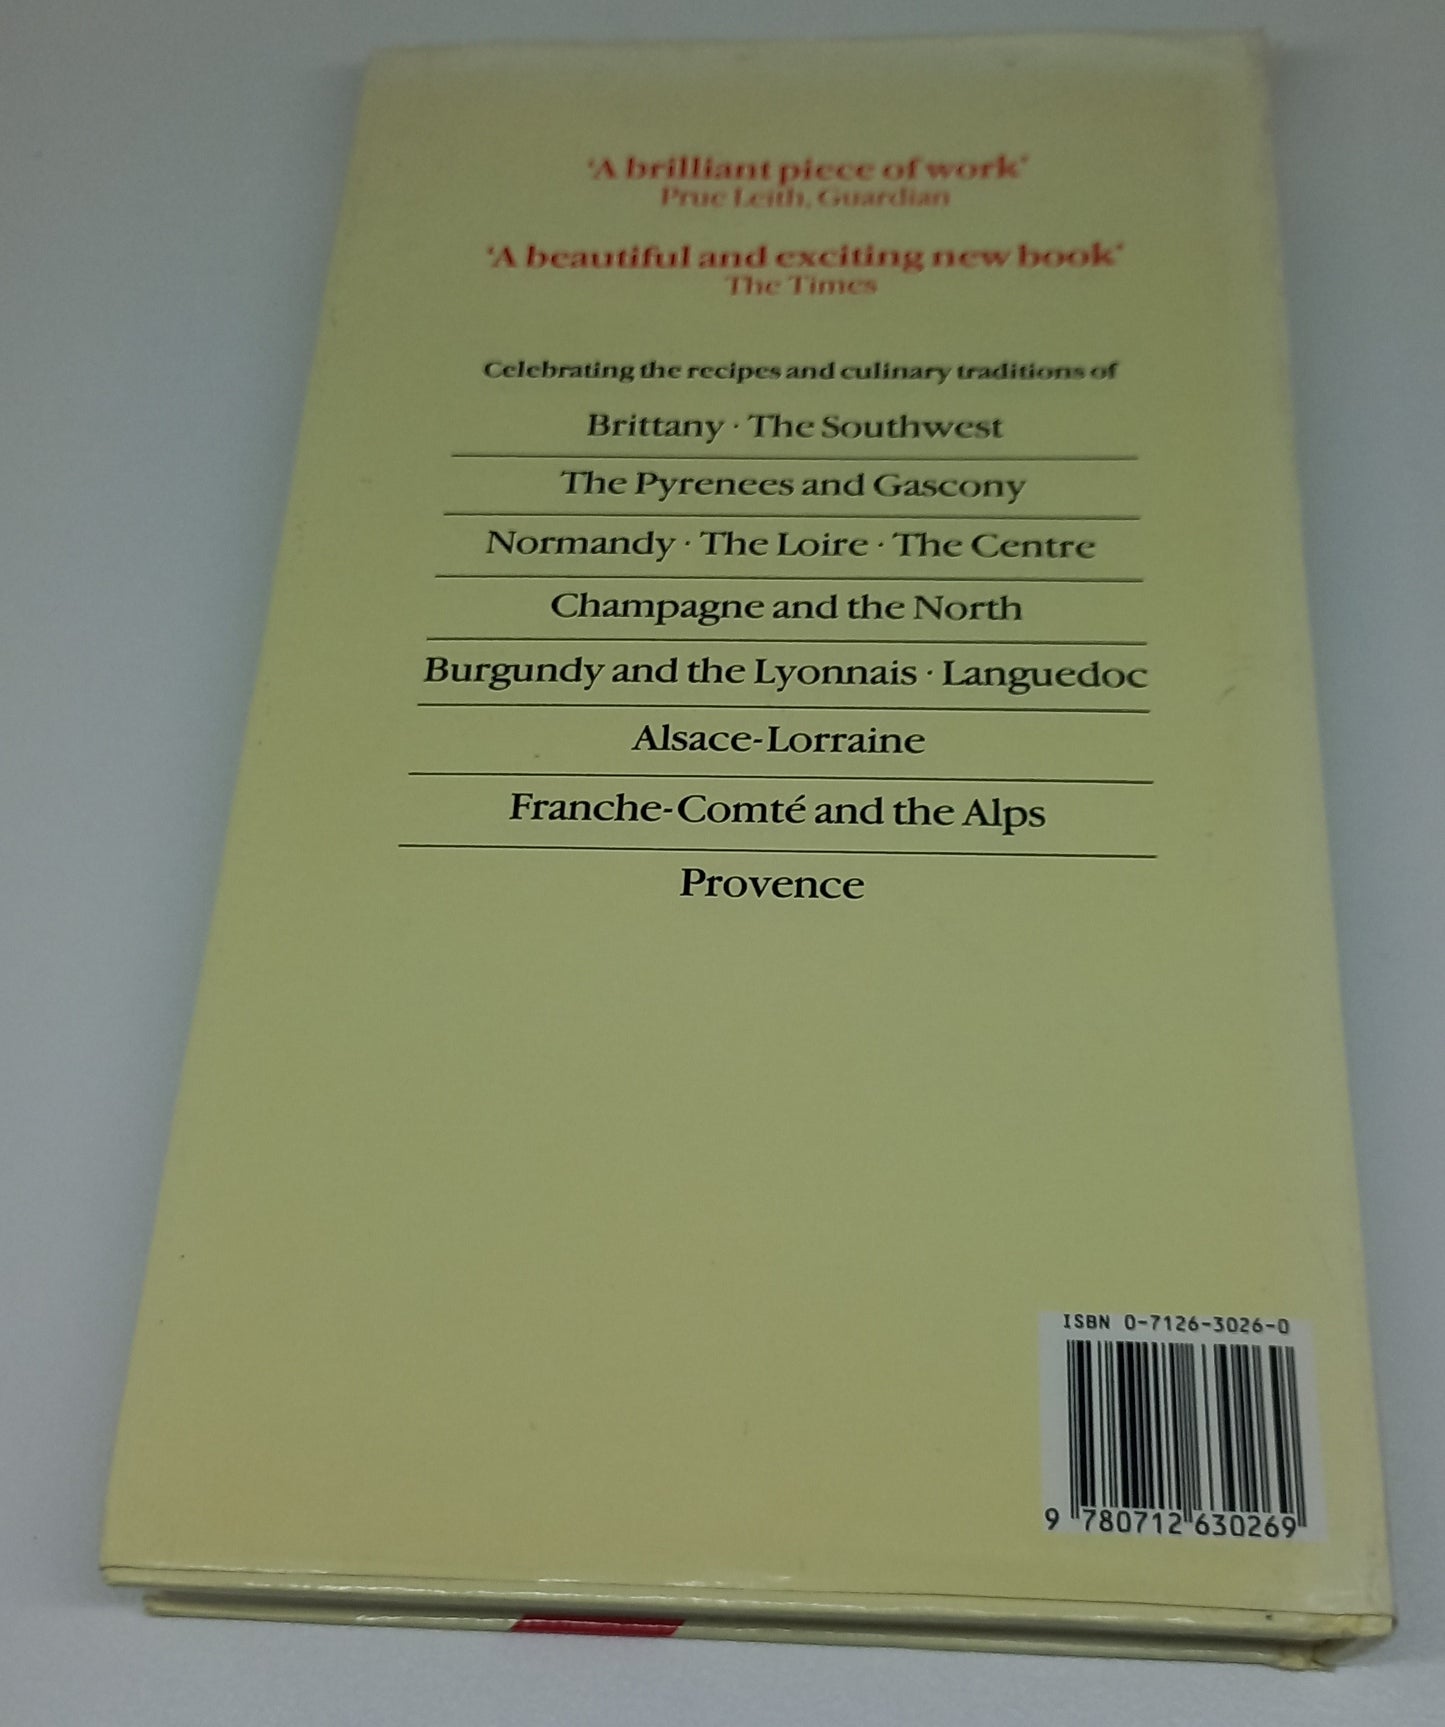 ‘A brilliant piece of work’
Prue Leith, Guardian
‘A beautiful and exciting new book’
The Times
Celebrating the recipes and culinary traditions of
Brittany · The Southwest
The Pyrenees and Gascony
Normandy · The Loire · The Centre
Champagne and the North
Burgundy and the Lyonnais · Languedoc
Alsace-Lorraine
Franche-Comté and the Alps
Provence
ISBN 0-7126-3026-0
9 780712 630269